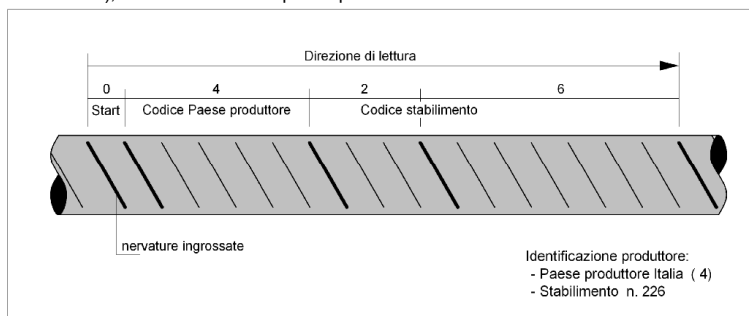 Direzione di lettura
0 4 2 6
Start Codice Paese produttore Codice stabilimento
nervature ingrossate
Identificazione produttore:
- Paese produttore Italia ( 4)
- Stabilimento n. 226